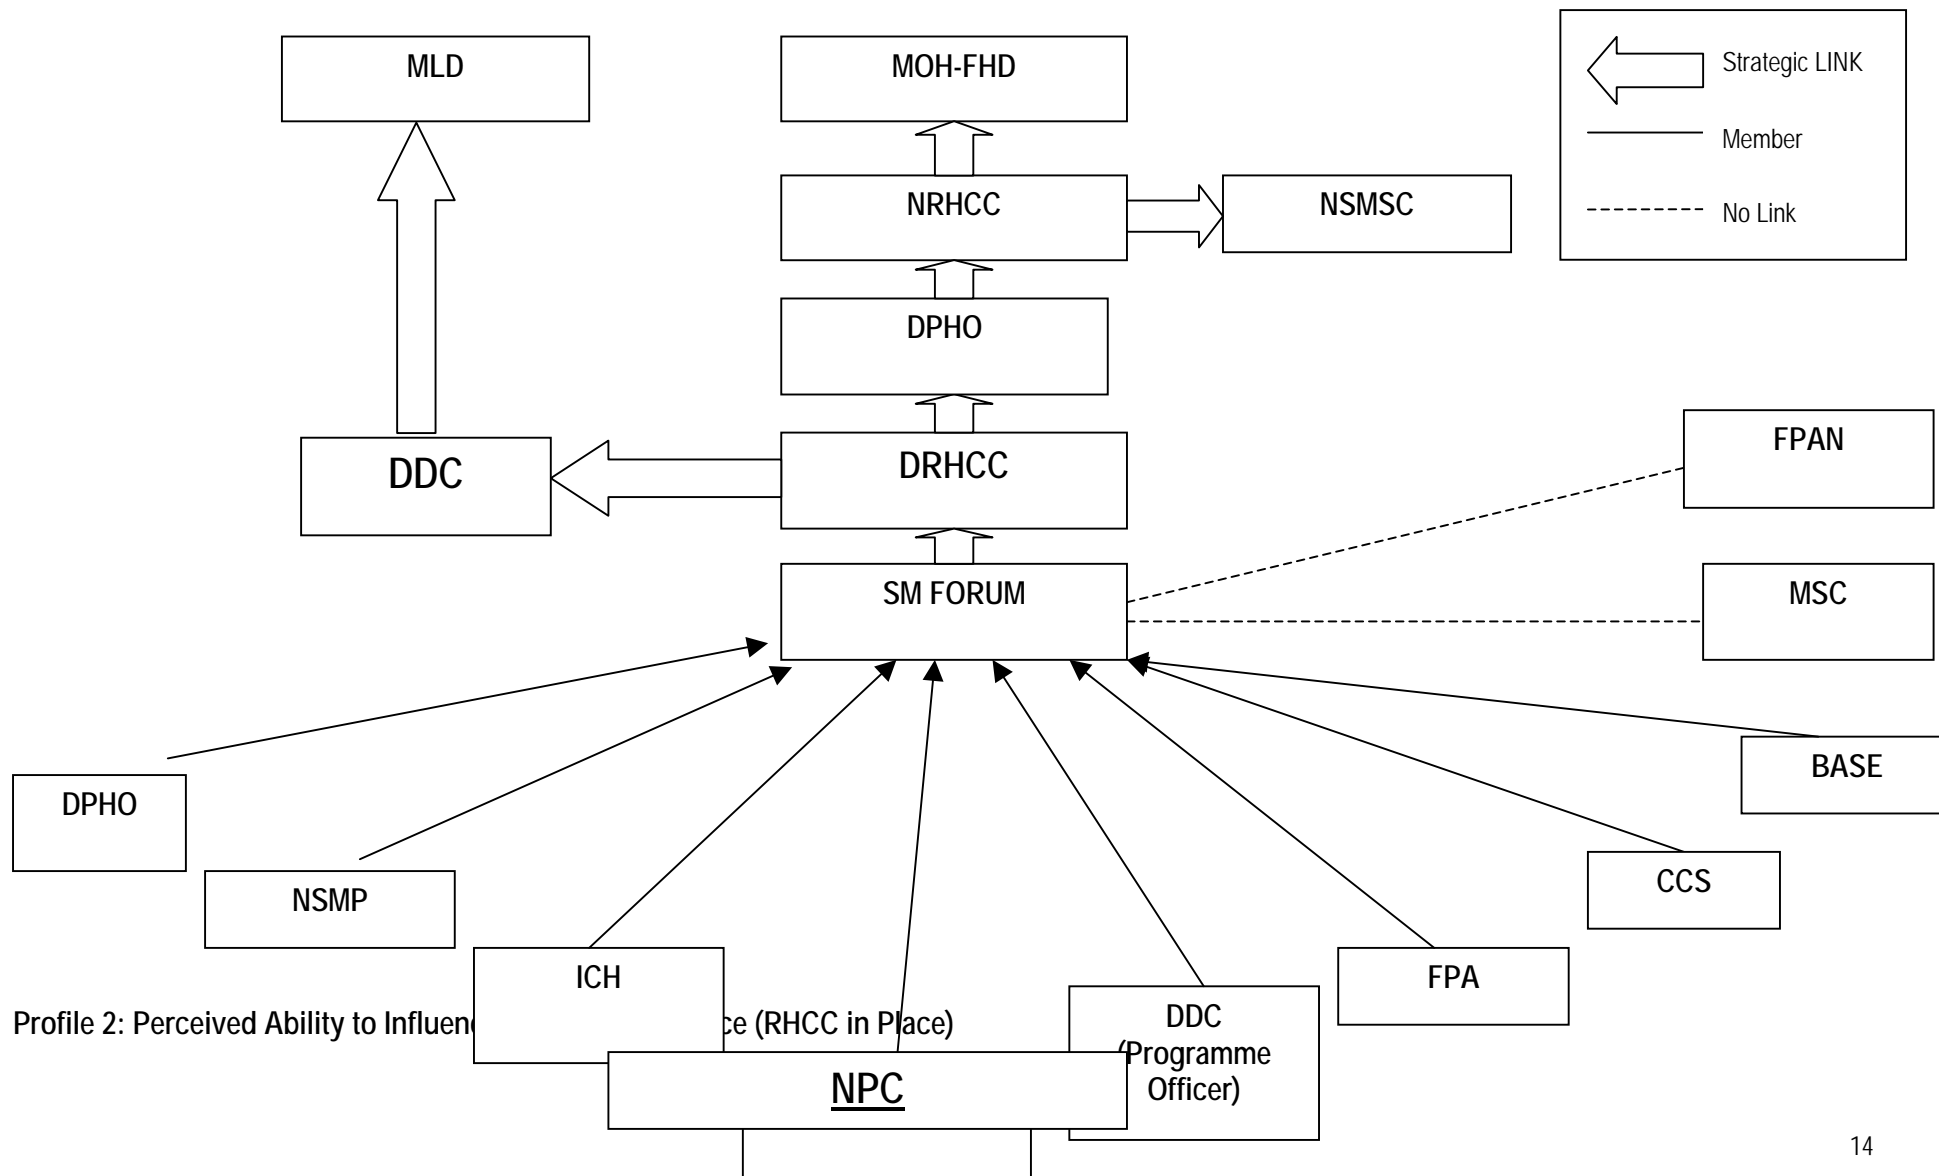 MLD
MOH-FHD
Strategic LINK
Member
No Link
NRHCC
NSMSC
DPHO
FPAN
DDC
DRHCC
SM FORUM
MSC
BASE
DPHO
CCS
NSMP
ICH
FPA
Profile 2: Perceived Ability to Influen ce (RHCC in Place)
DDC
(Programme
Officer)
NPC
14